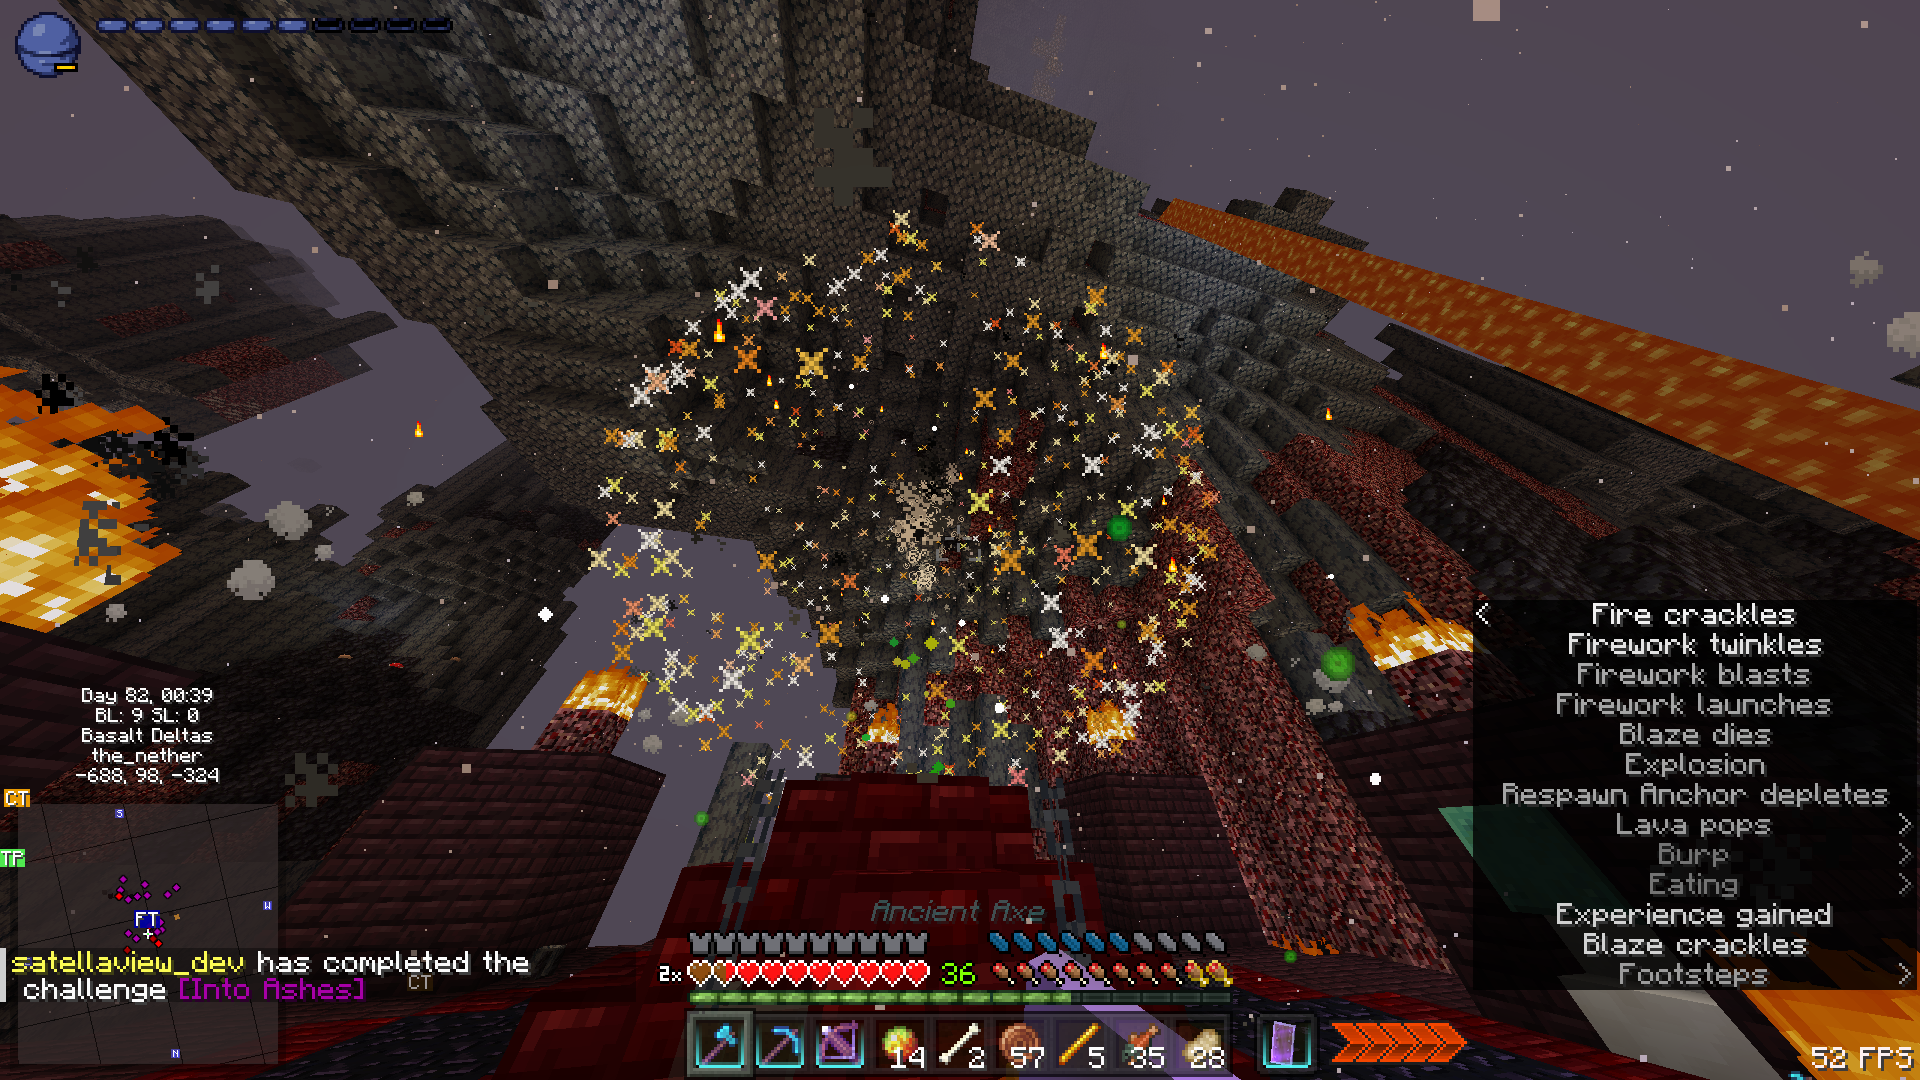 Day 82, 00:39
BL: 9 SL: 0
Basalt Deltas
the_nether
-688, 98, -324
CT
S
TP
W
FT
satellaview_dev has completed the
challenge [Into Ashes]
CT
N
Ancient Axe
2x
36
14
2
57
5
35
28
< Fire crackles
Firework twinkles
Firework blasts
Firework launches
Blaze dies
Explosion
Respawn Anchor depletes
Lava pops >
Burp >
Eating >
Experience gained
Blaze crackles
Footsteps >
52 FPS